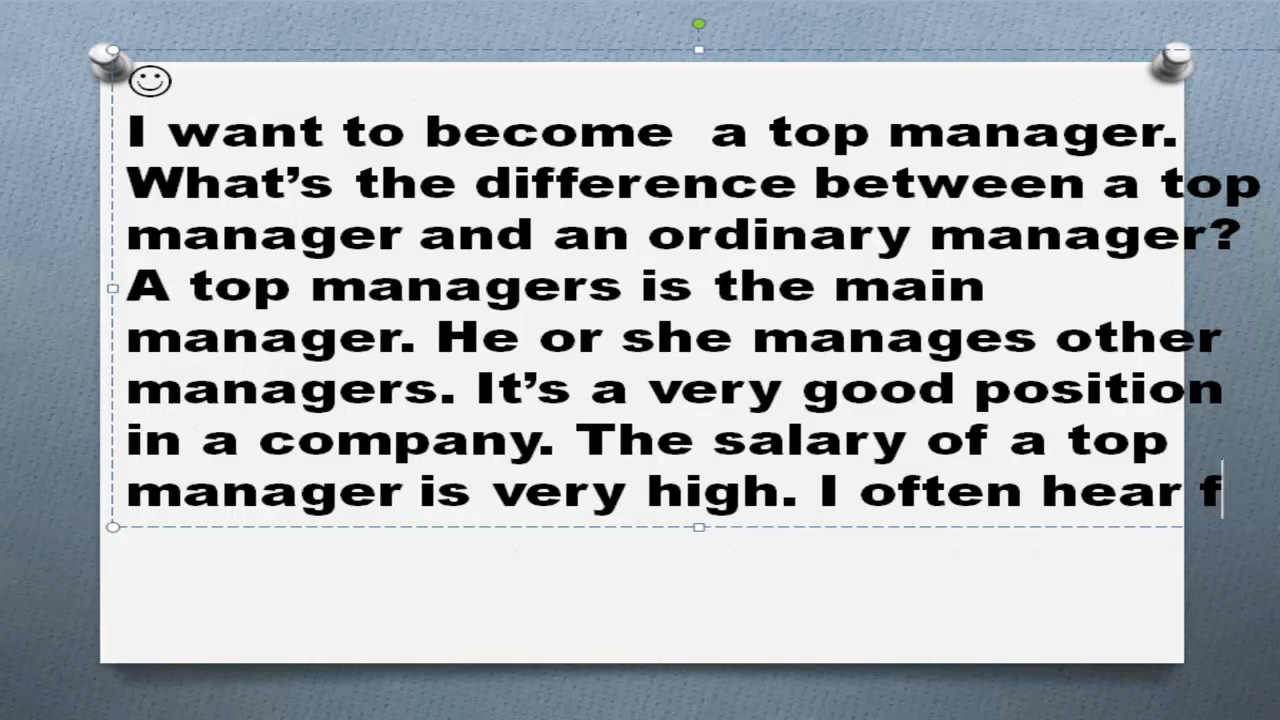 I want to become  a top manager.
What's the difference between a top
manager and an ordinary manager?
A top managers is the main
manager. He or she manages other
managers. It's a very good position
in a company. The salary of a top
manager is very high. I often hear f